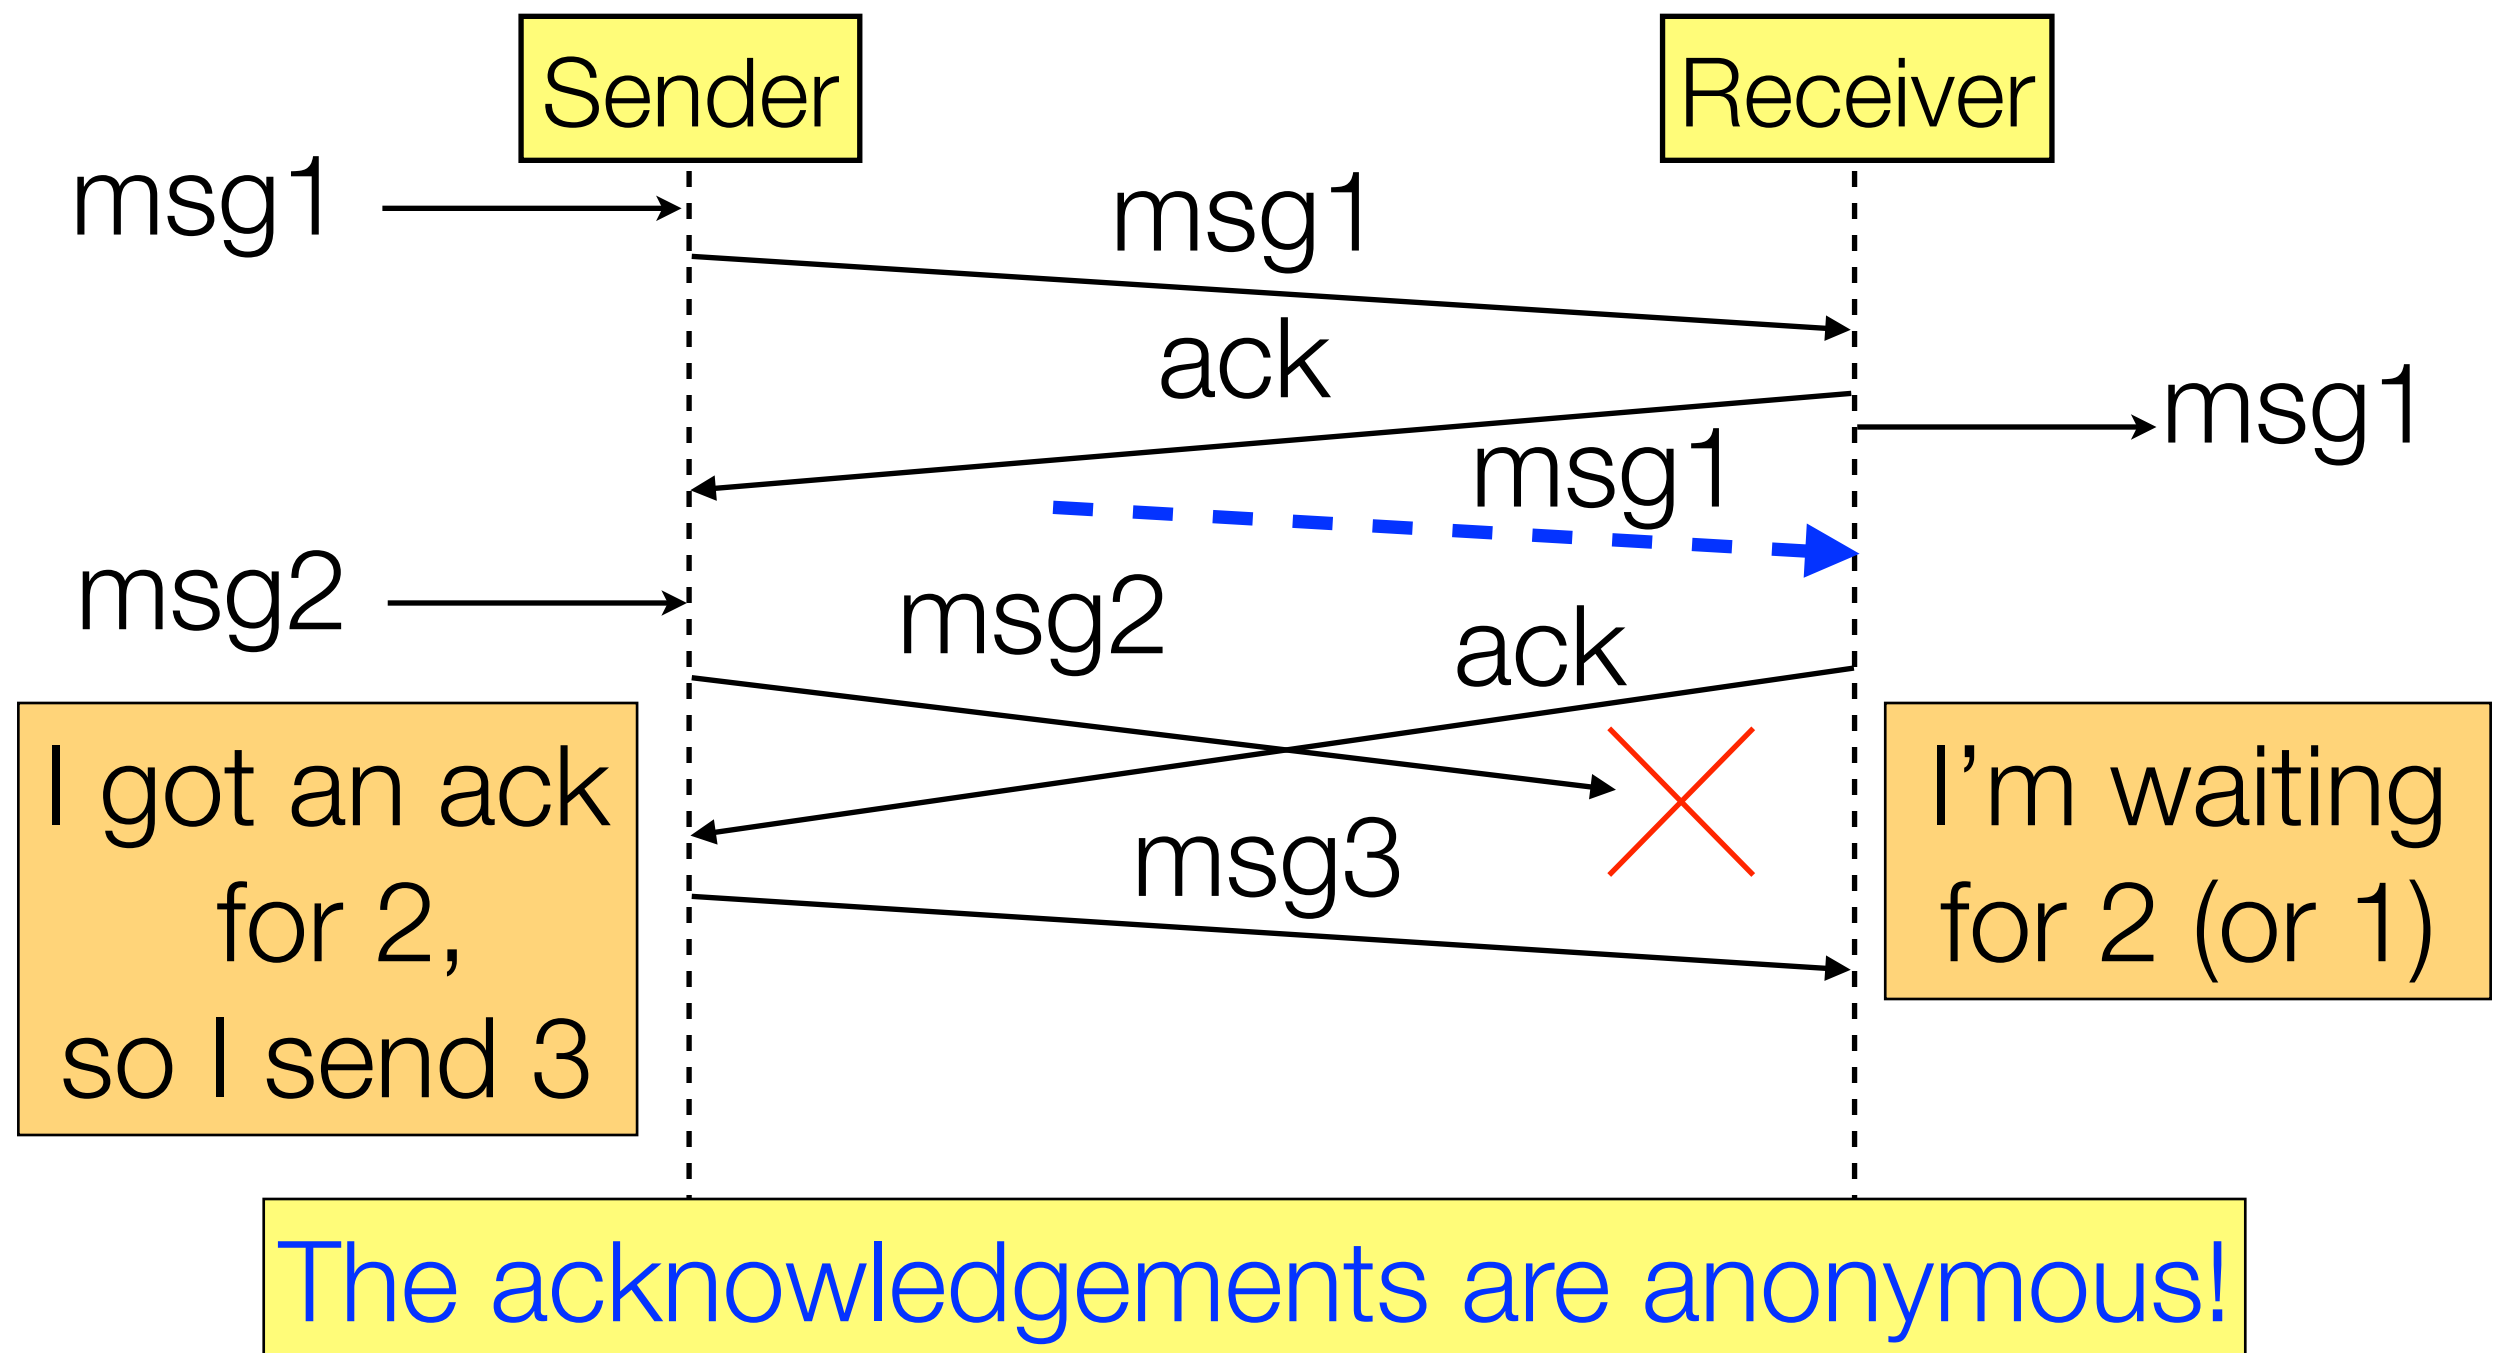 Sender
Receiver
msg1
msg1
ack
msg1
msg1
msg2
msg2
ack
I got an ack
for 2,
so I send 3
I'm waiting
for 2 (or 1)
msg3
The acknowledgements are anonymous!